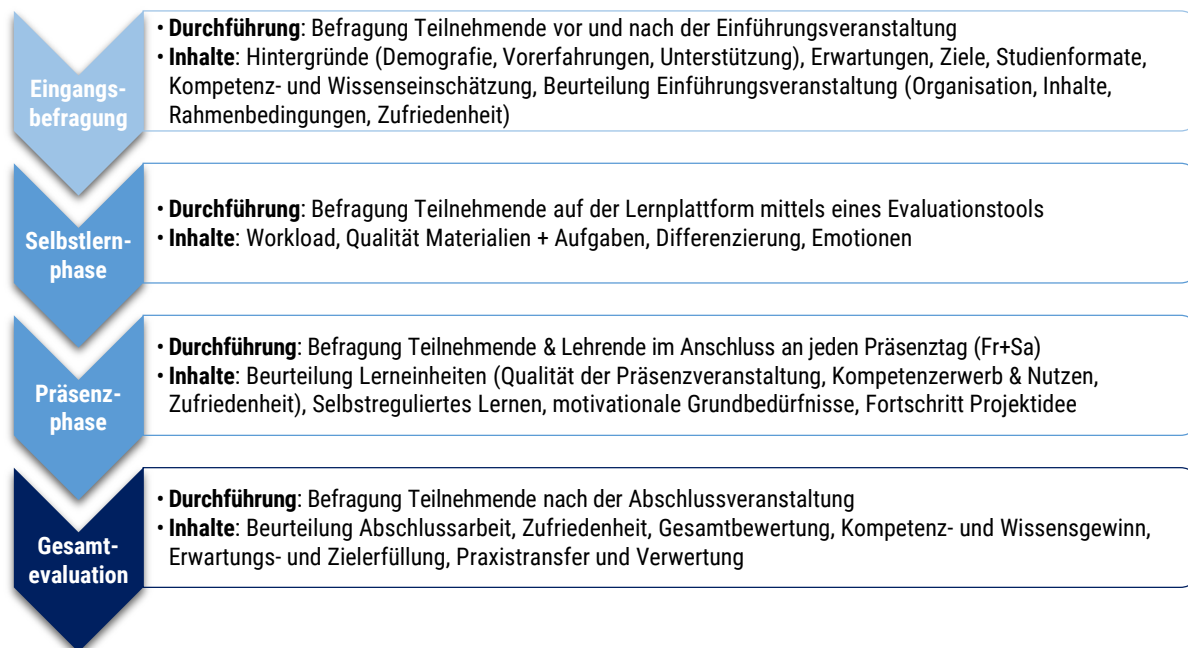 Eingangs-
befragung
• Durchführung: Befragung Teilnehmende vor und nach der Einführungsveranstaltung
• Inhalte: Hintergründe (Demografie, Vorerfahrungen, Unterstützung), Erwartungen, Ziele, Studienformate,
Kompetenz- und Wissenseinschätzung, Beurteilung Einführungsveranstaltung (Organisation, Inhalte,
Rahmenbedingungen, Zufriedenheit)
Selbstlern-
phase
• Durchführung: Befragung Teilnehmende auf der Lernplattform mittels eines Evaluationstools
• Inhalte: Workload, Qualität Materialien + Aufgaben, Differenzierung, Emotionen
Präsenz-
phase
• Durchführung: Befragung Teilnehmende & Lehrende im Anschluss an jeden Präsenztag (Fr+Sa)
• Inhalte: Beurteilung Lerneinheiten (Qualität der Präsenzveranstaltung, Kompetenzerwerb & Nutzen,
Zufriedenheit), Selbstreguliertes Lernen, motivationale Grundbedürfnisse, Fortschritt Projektidee
Gesamt-
evaluation
• Durchführung: Befragung Teilnehmende nach der Abschlussveranstaltung
• Inhalte: Beurteilung Abschlussarbeit, Zufriedenheit, Gesamtbewertung, Kompetenz- und Wissensgewinn,
Erwartungs- und Zielerfüllung, Praxistransfer und Verwertung